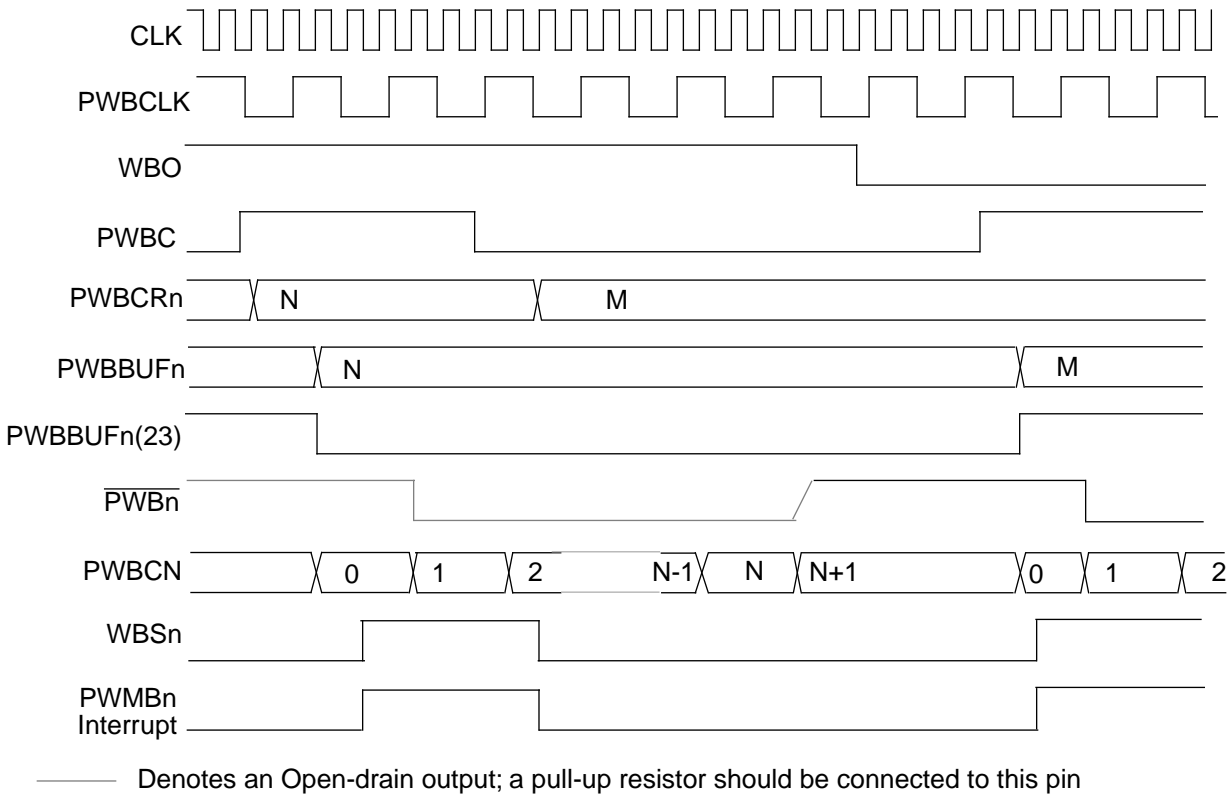 CLK
PWBCLK
WBO
PWBC
PWBCRn N M
PWBBUFn N M
PWBBUFn(23)
PWBn
PWBCN 0 1 2 N-1 N N+1 0 1 2
WBSn
PWMBn
Interrupt
Denotes an Open-drain output; a pull-up resistor should be connected to this pin